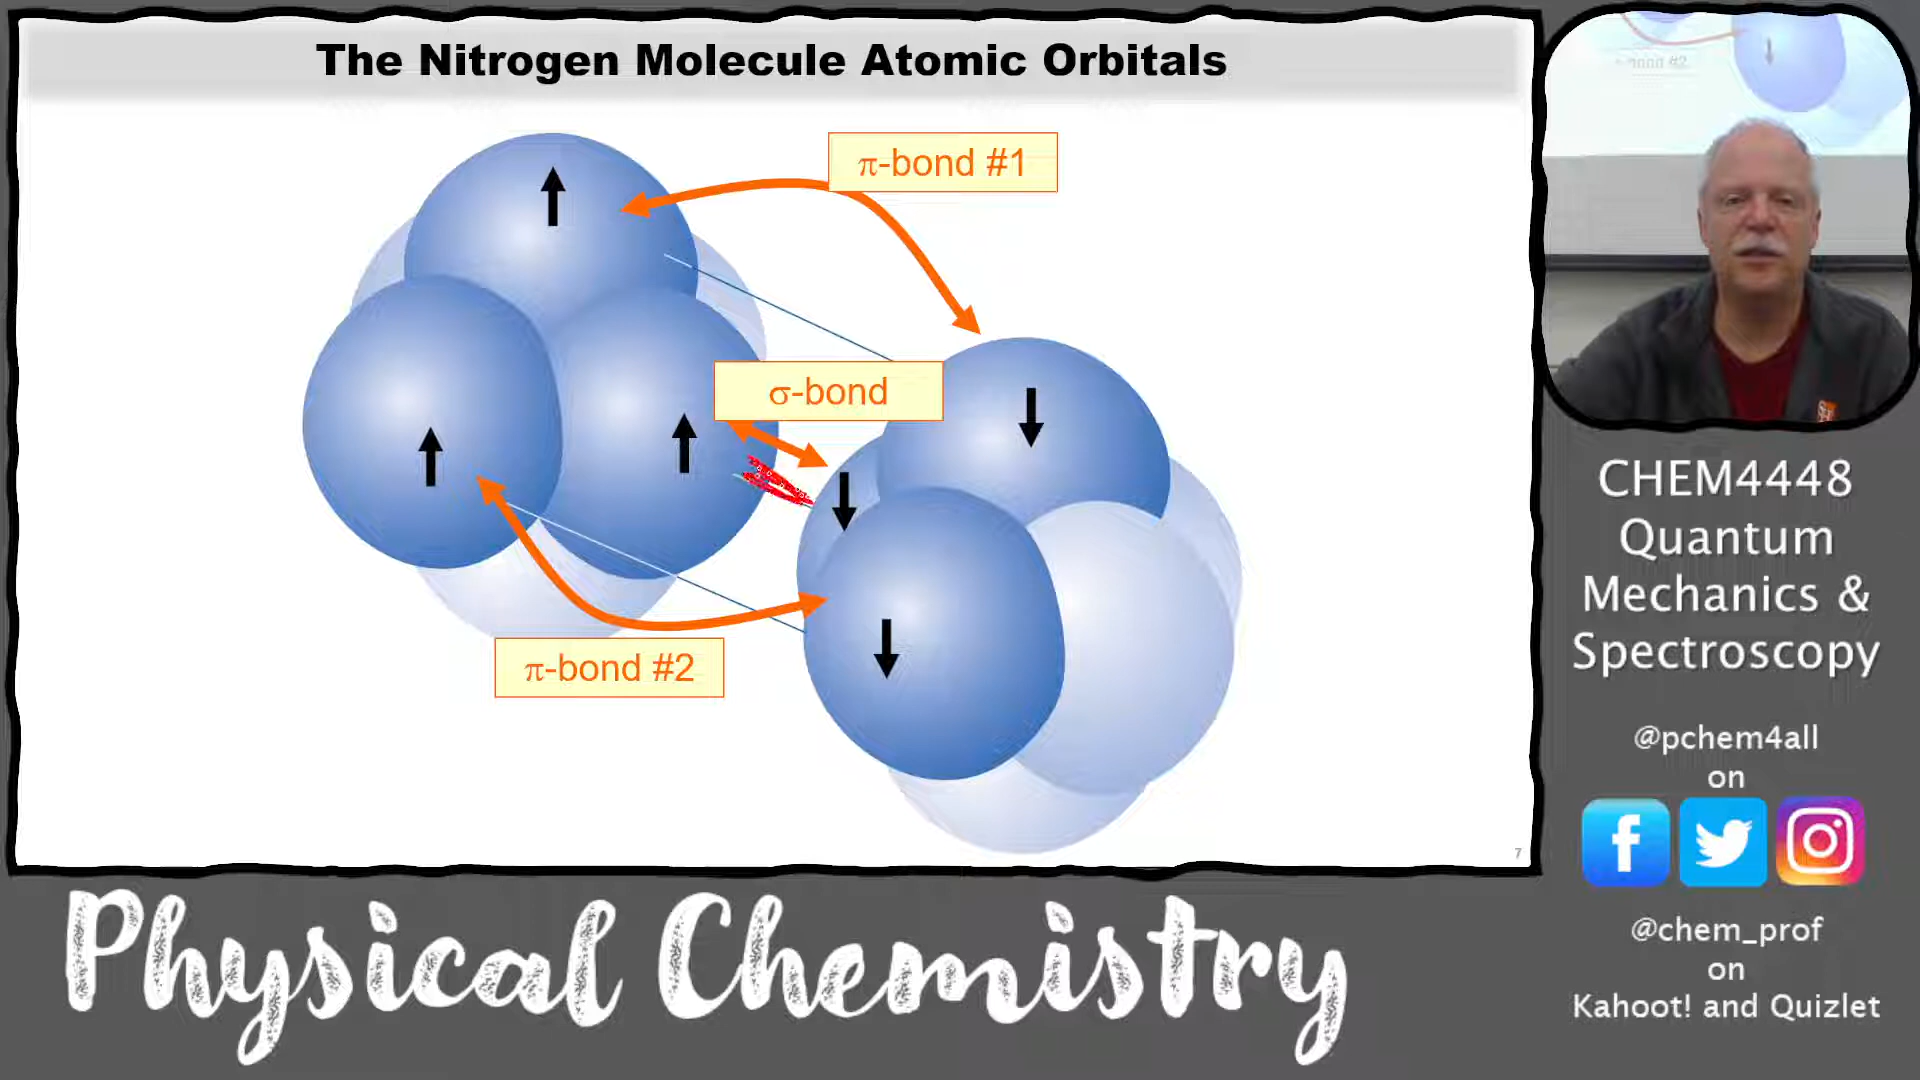 The Nitrogen Molecule Atomic Orbitals
π-bond #1
σ-bond
π-bond #2
7
CHEM4448
Quantum
Mechanics &
Spectroscopy
@pchem4all
on
@chem_prof
on
Kahoot! and Quizlet
Physical Chemistry